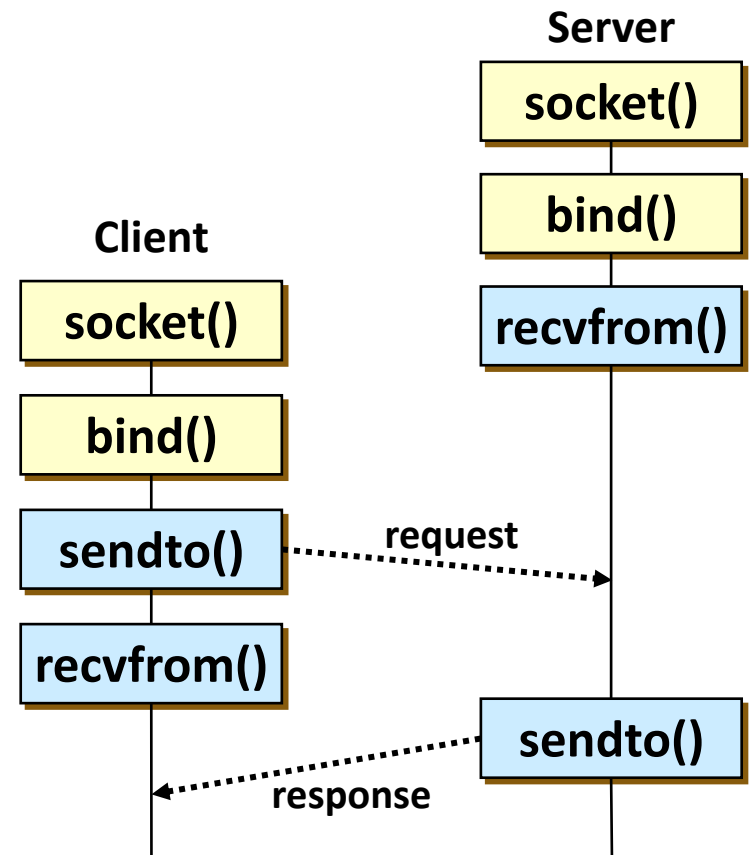 Server
socket()
bind()
recvfrom()
Client
socket()
bind()
sendto()
request
recvfrom()
sendto()
response